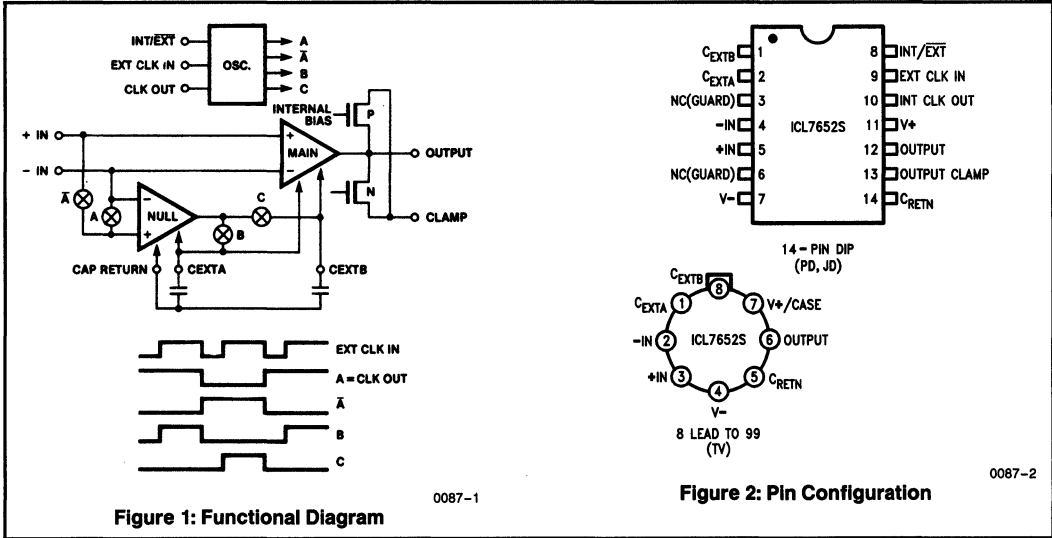 INT/EXT
EXT CLK IN
CLK OUT
OSC.
A
A
B
C
INTERNAL
BIAS
P
+ IN
- IN
+
MAIN
-
OUTPUT
N
CLAMP
A
A
-
NULL
+
C
B
CAP RETURN
CEXTA
CEXTB
EXT CLK IN
A = CLK OUT
A
B
C
0087-1
Figure 1: Functional Diagram
CEXTB 1
CEXTA 2
NC(GUARD) 3
-IN 4
+IN 5
NC(GUARD) 6
V- 7
ICL7652S
8 INT/EXT
9 EXT CLK IN
10 INT CLK OUT
11 V+
12 OUTPUT
13 OUTPUT CLAMP
14 CRETN
14-PIN DIP
(PD, JD)
CEXTB 8
CEXTA 1
7 V+/CASE
-IN 2
ICL7652S
6 OUTPUT
+IN 3
5 CRETN
4
V-
8 LEAD TO 99
(TV)
0087-2
Figure 2: Pin Configuration